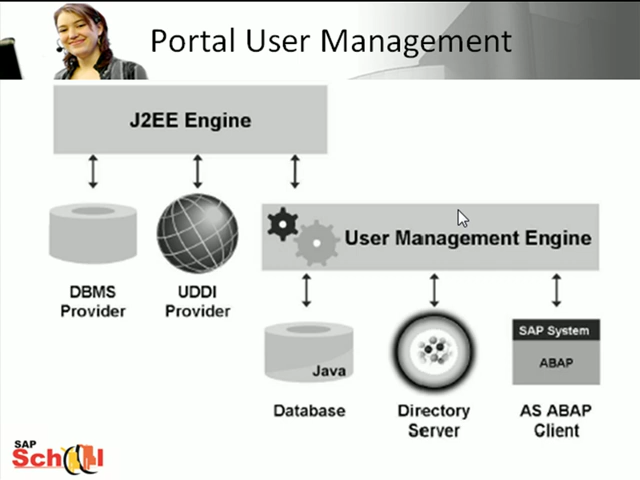 Portal User Management
J2EE Engine
User Management Engine
DBMS
Provider
UDDI
Provider
SAP System
ABAP
Java
Database
Directory
Server
AS ABAP
Client
SAP
School